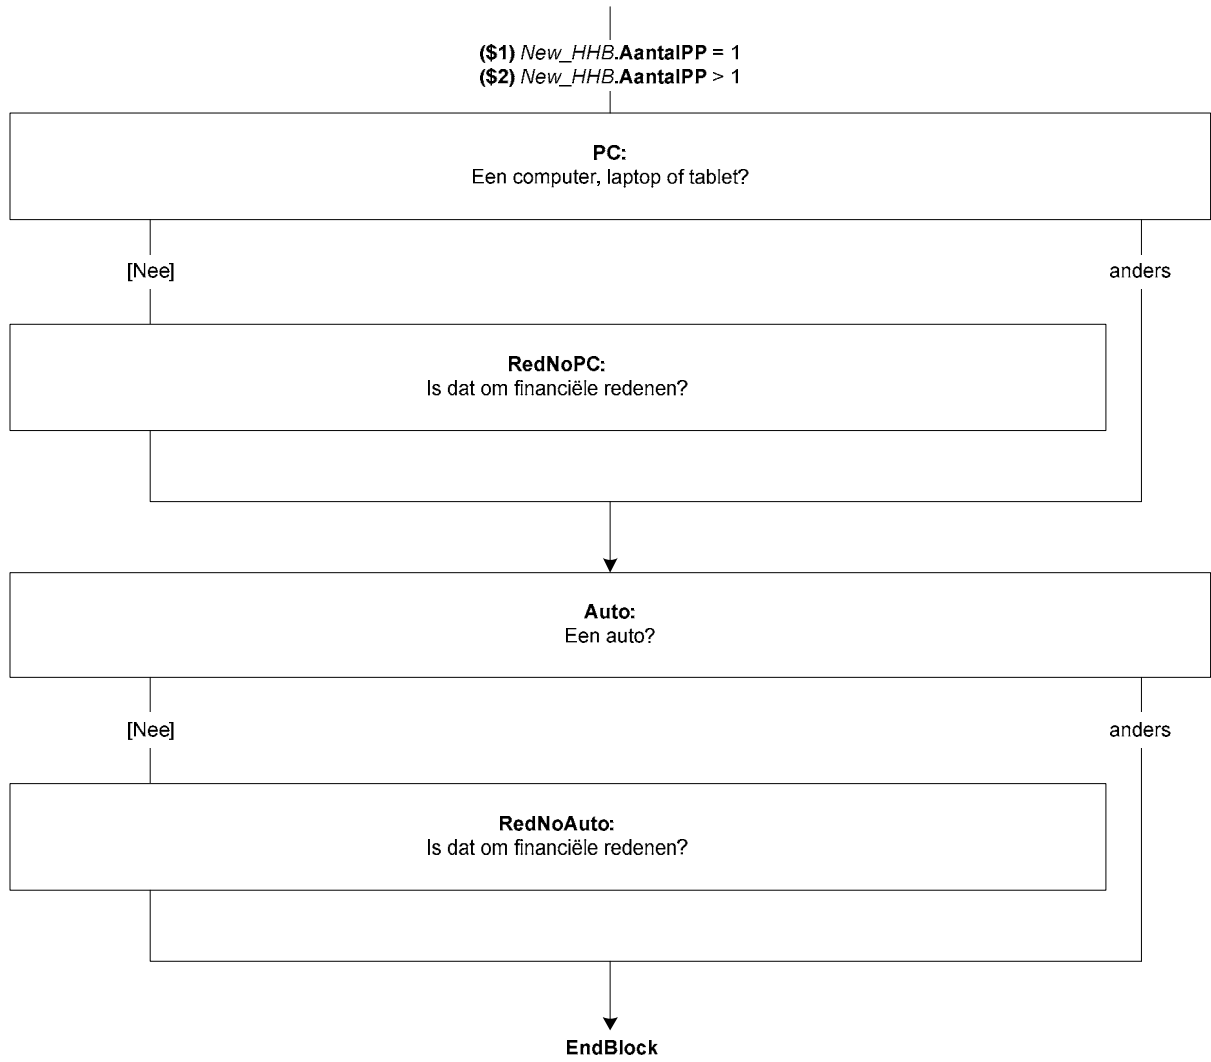 ($1) New_HHB.AantalPP = 1
($2) New_HHB.AantalPP > 1
PC:
Een computer, laptop of tablet?
[Nee]
anders
RedNoPC:
Is dat om financiële redenen?
Auto:
Een auto?
[Nee]
anders
RedNoAuto:
Is dat om financiële redenen?
EndBlock